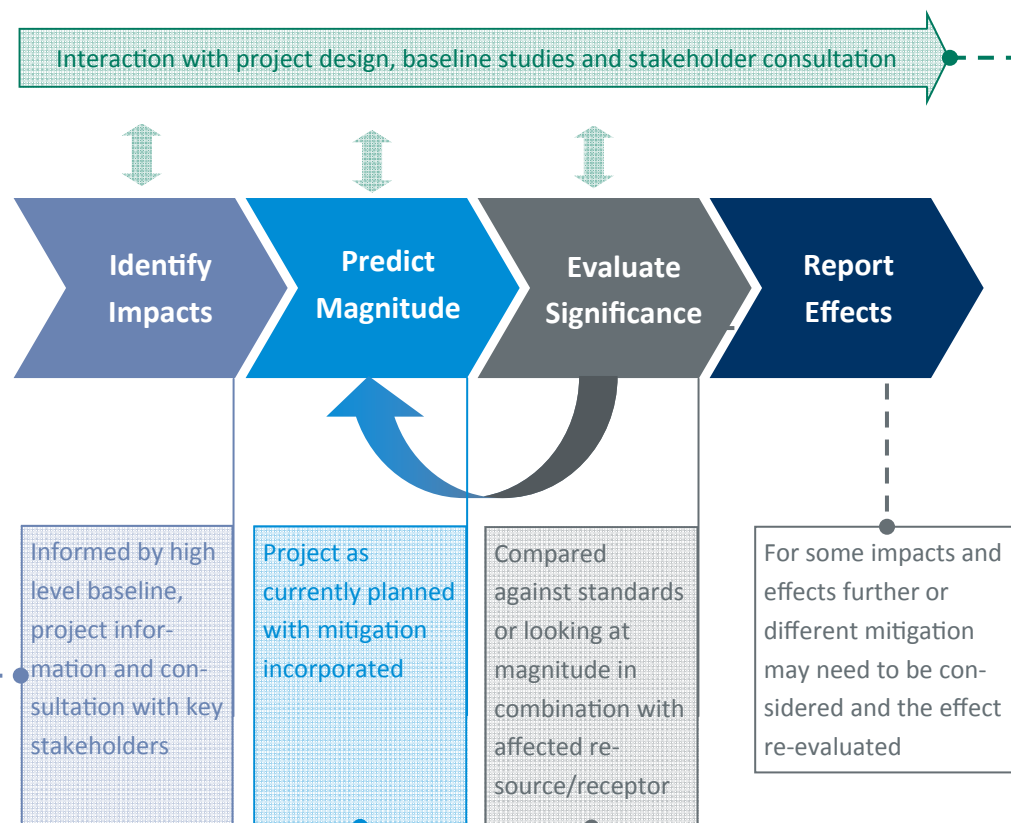 Interaction with project design, baseline studies and stakeholder consultation
Identify
Impacts
Predict
Magnitude
Evaluate
Significance
Report
Effects
Informed by high
level baseline,
project infor-
mation and con-
sultation with key
stakeholders
Project as
currently planned
with mitigation
incorporated
Compared
against standards
or looking at
magnitude in
combination with
affected re-
source/receptor
For some impacts and
effects further or
different mitigation
may need to be con-
sidered and the effect
re-evaluated